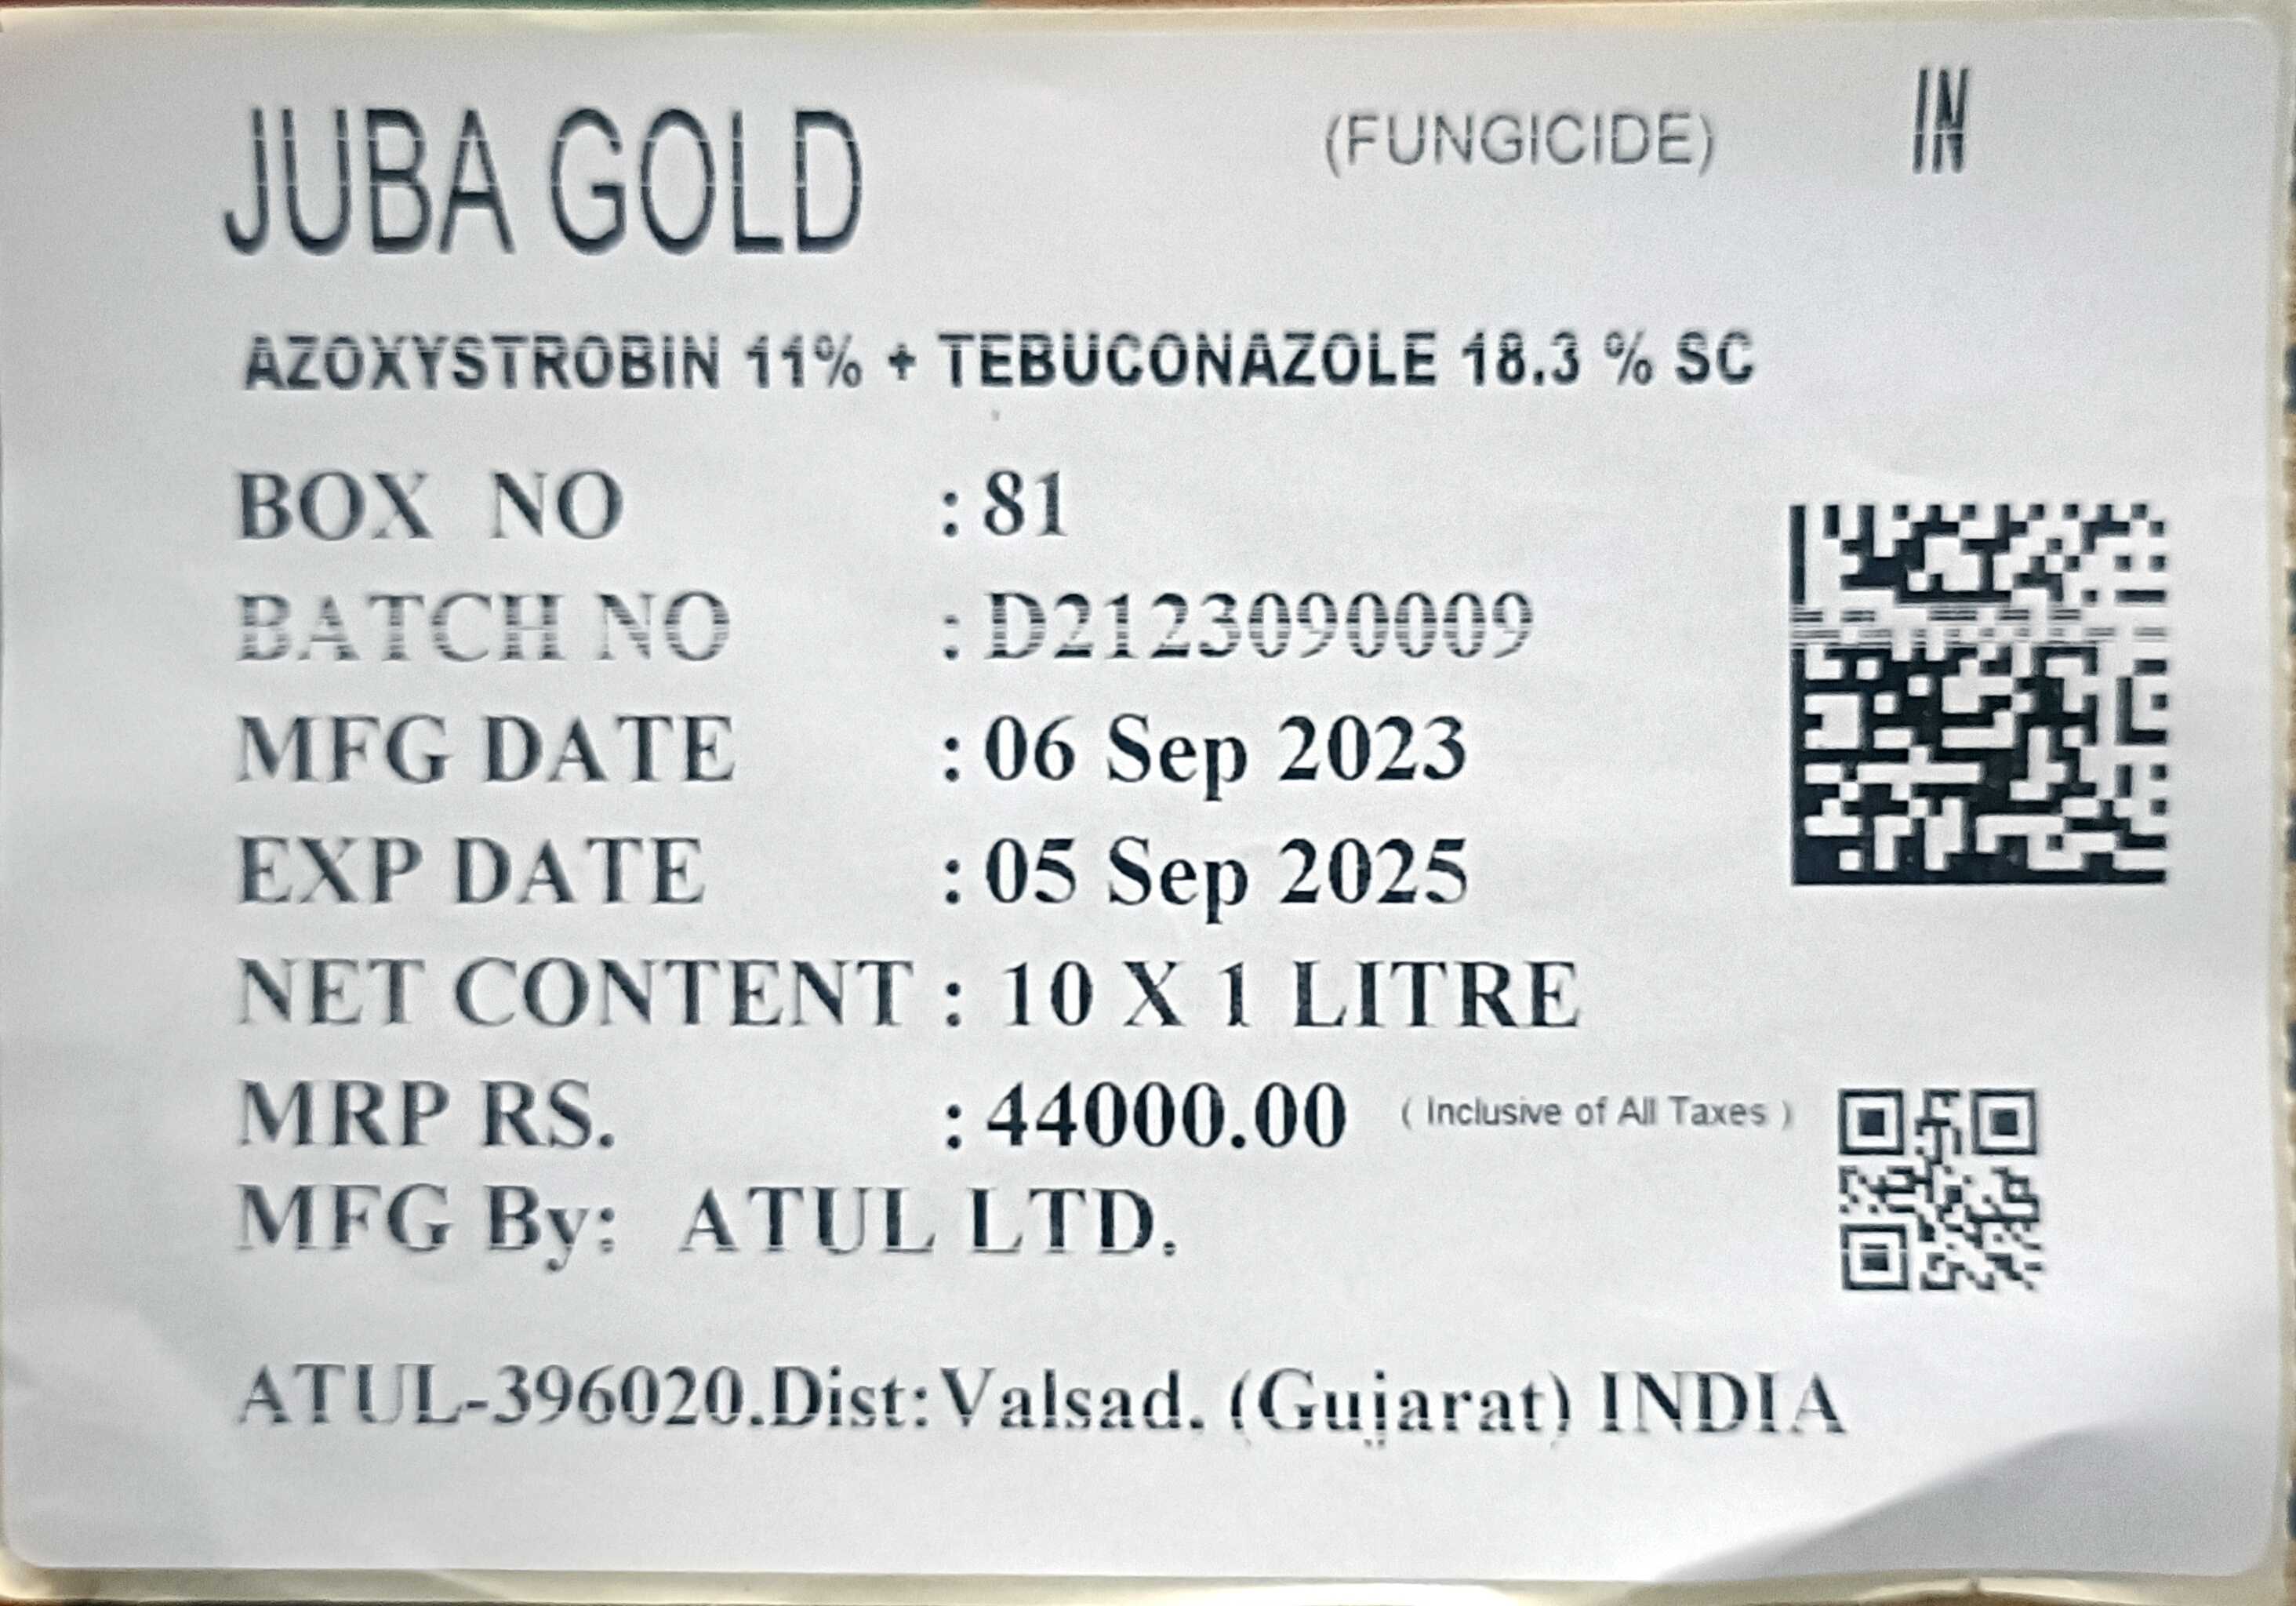 JUBA GOLD (FUNGICIDE) IN
AZOXYSTROBIN 11% + TEBUCONAZOLE 18.3 % SC
BOX NO : 81
BATCH NO : D2123090009
MFG DATE : 06 Sep 2023
EXP DATE : 05 Sep 2025
NET CONTENT : 10 X 1 LITRE
MRP RS. : 44000.00 ( Inclusive of All Taxes )
MFG By: ATUL LTD.
ATUL-396020.Dist:Valsad. (Gujarat) INDIA